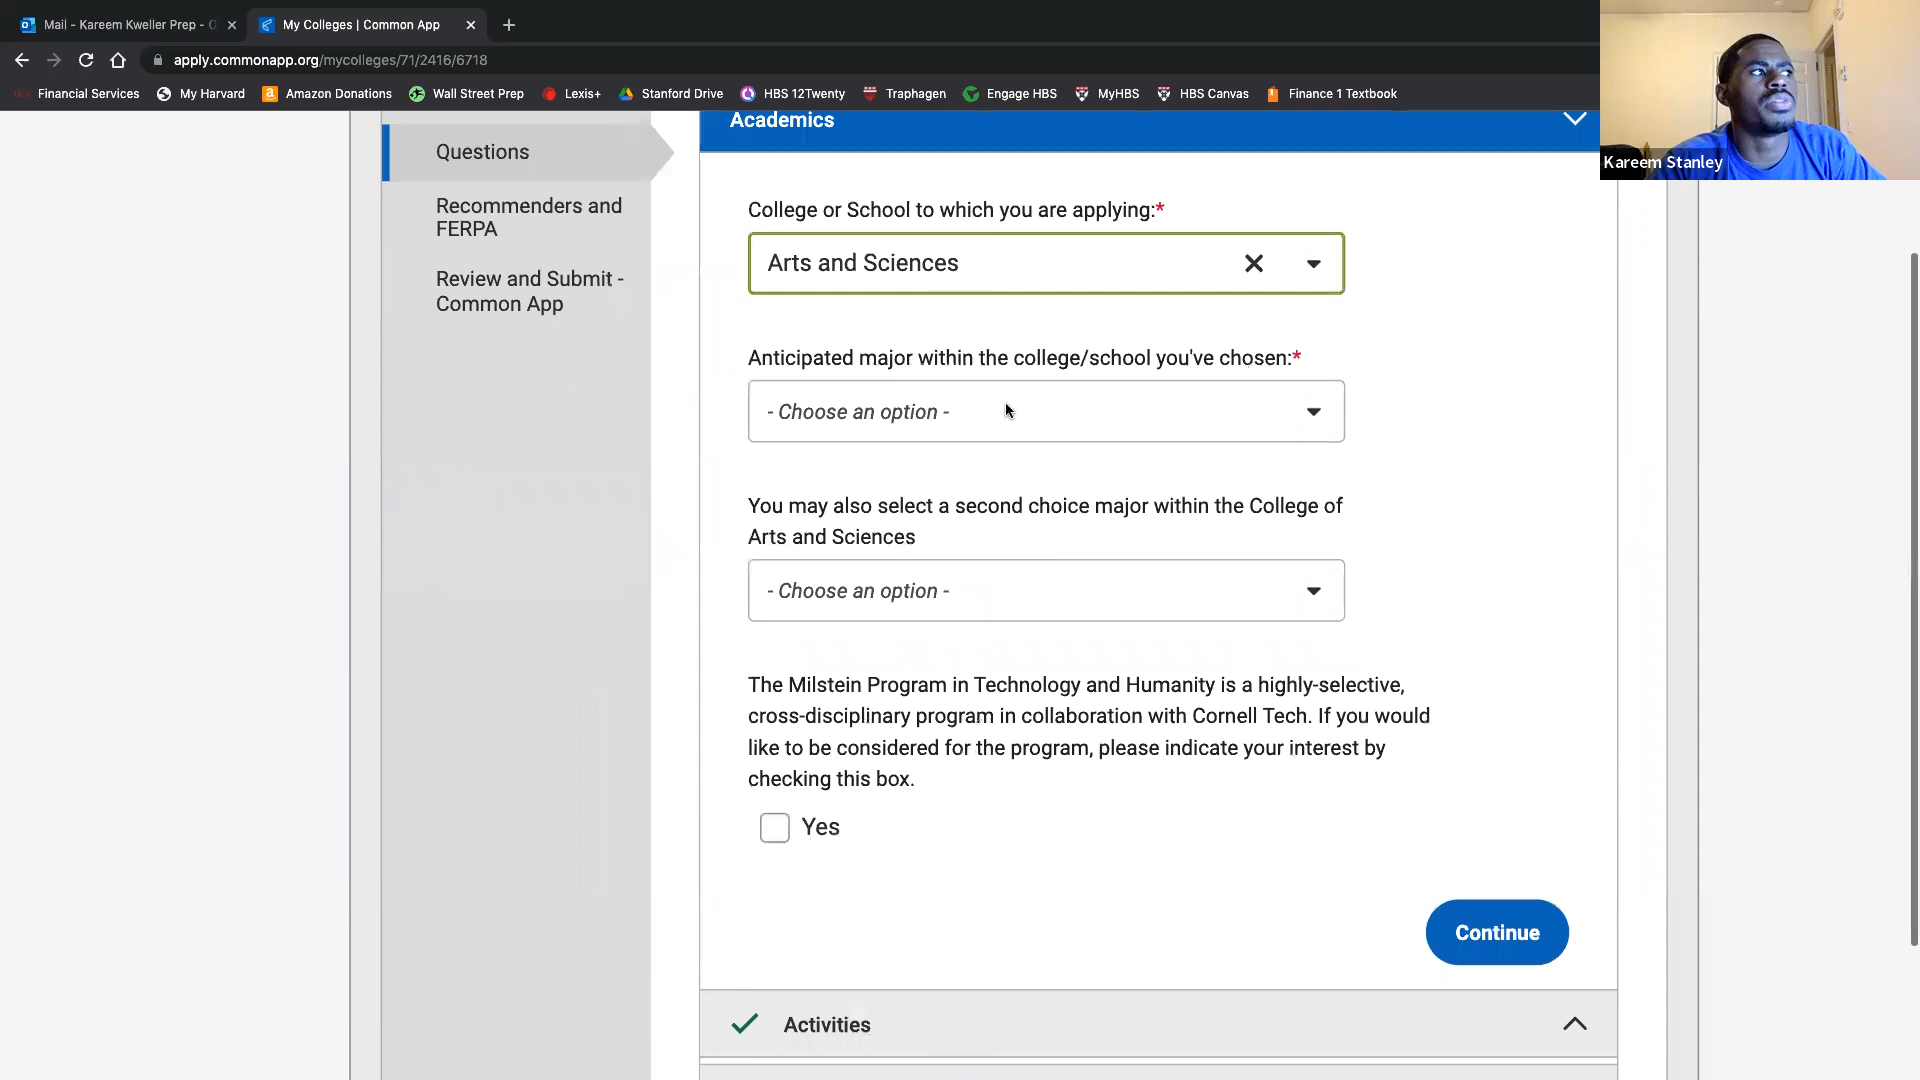 Mail - Kareem Kweller Prep -
My Colleges | Common App
apply.commonapp.org/mycolleges/71/2416/6718
Financial Services My Harvard Amazon Donations Wall Street Prep Lexis+ Stanford Drive HBS 12Twenty Traphagen Engage HBS MyHBS HBS Canvas Finance 1 Textbook
Kareem Stanley
Questions
Recommenders and
FERPA
Review and Submit -
Common App
Academics
College or School to which you are applying:*
Arts and Sciences
Anticipated major within the college/school you've chosen:*
- Choose an option -
You may also select a second choice major within the College of
Arts and Sciences
- Choose an option -
The Milstein Program in Technology and Humanity is a highly-selective,
cross-disciplinary program in collaboration with Cornell Tech. If you would
like to be considered for the program, please indicate your interest by
checking this box.
Yes
Continue
Activities